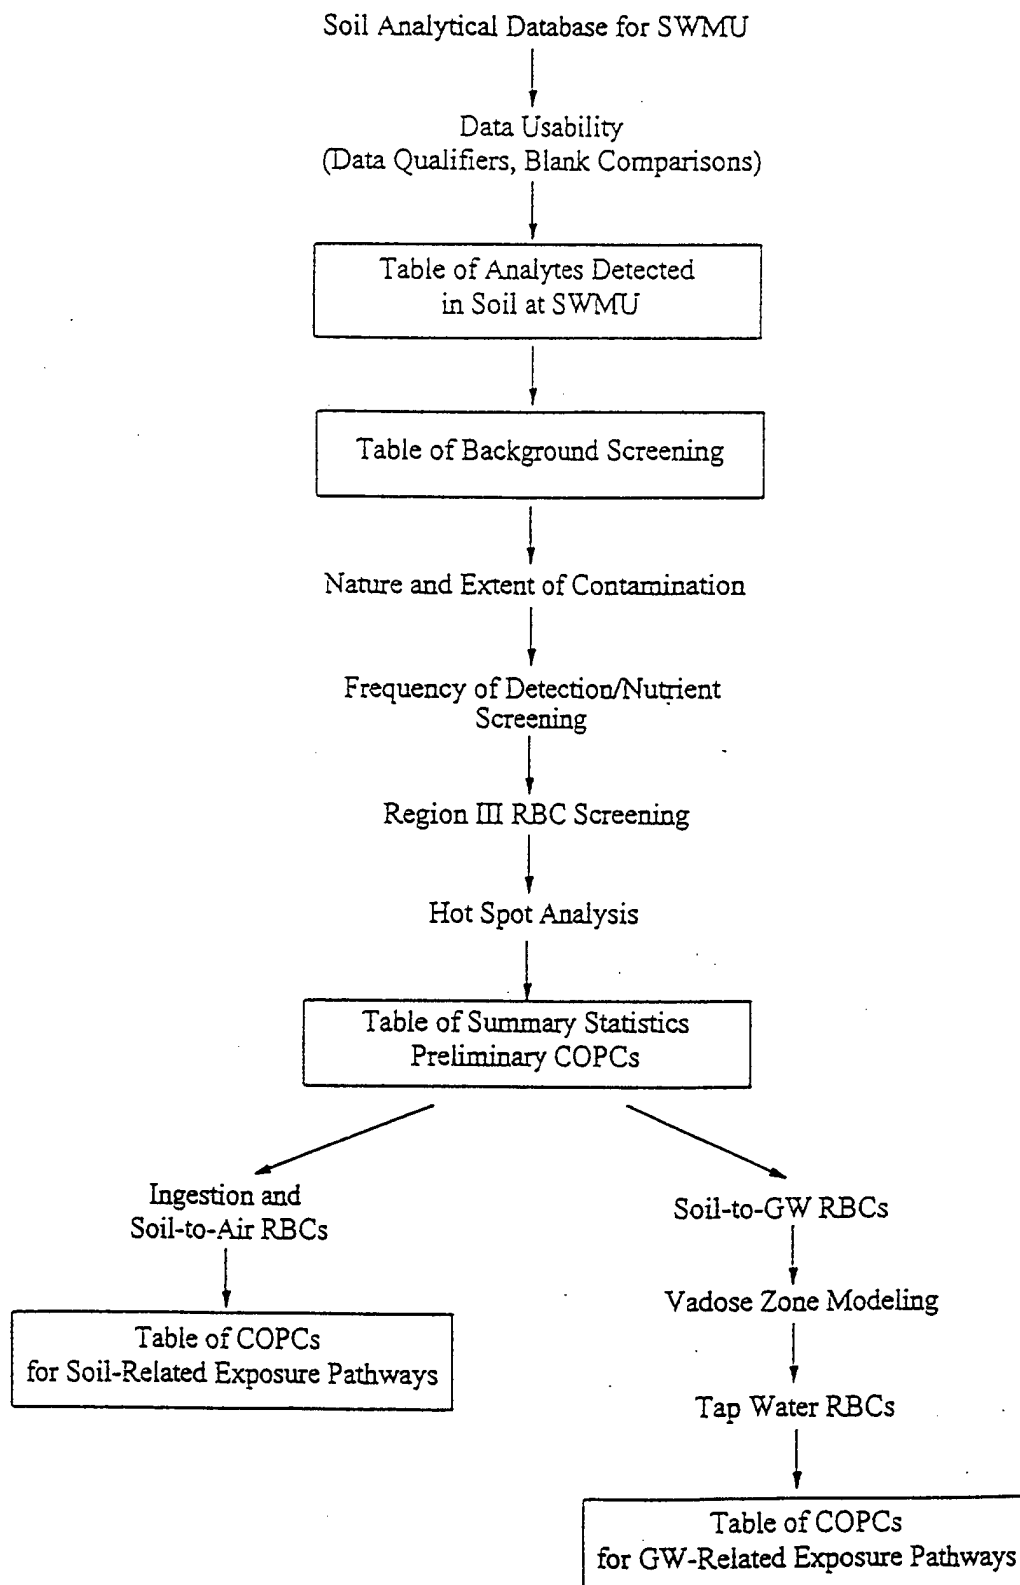 Soil Analytical Database for SWMU
Data Usability
(Data Qualifiers, Blank Comparisons)
Table of Analytes Detected
in Soil at SWMU
Table of Background Screening
Nature and Extent of Contamination
Frequency of Detection/Nutrient
Screening
Region III RBC Screening
Hot Spot Analysis
Table of Summary Statistics
Preliminary COPCs
Ingestion and
Soil-to-Air RBCs
Table of COPCs
for Soil-Related Exposure Pathways
Soil-to-GW RBCs
Vadose Zone Modeling
Tap Water RBCs
Table of COPCs
for GW-Related Exposure Pathways